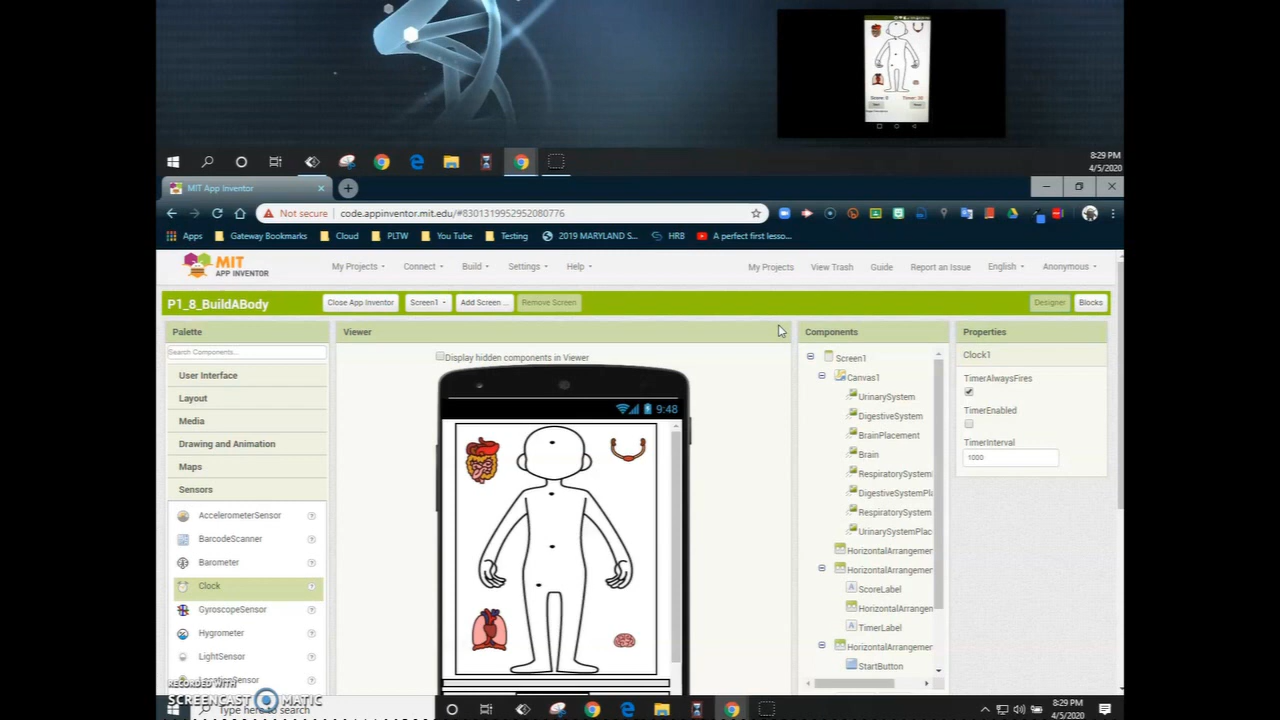 8:29 PM
4/5/2020
MIT App Inventor
Not secure code.appinventor.mit.edu/#8301319952952080776
Apps Gateway Bookmarks Cloud PLTW You Tube Testing 2019 MARYLAND S... HRB A perfect first lesso...
MIT
APP INVENTOR
My Projects Connect Build Settings Help My Projects View Trash Guide Report an Issue English Anonymous
P1_8_BuildABody Close App Inventor Screen1 Add Screen ... Remove Screen Designer Blocks
Palette Viewer Components Properties
Search Components...
User Interface
Layout
Media
Drawing and Animation
Maps
Sensors
AccelerometerSensor
BarcodeScanner
Barometer
Clock
GyroscopeSensor
Hygrometer
LightSensor
LocationSensor
Display hidden components in Viewer
9:48
Screen1
Canvas1
UrinarySystem
DigestiveSystem
BrainPlacement
Brain
RespiratorySystem
DigestiveSystemPl
RespiratorySystem
UrinarySystemPlac
HorizontalArrangemer
HorizontalArrangemer
ScoreLabel
HorizontalArranger
TimerLabel
HorizontalArrangemer
StartButton
Clock1
TimerAlwaysFires
TimerEnabled
TimerInterval
1000
RECORDED WITH
SCREENCAST MATIC
Type here to search
8:29 PM
4/5/2020